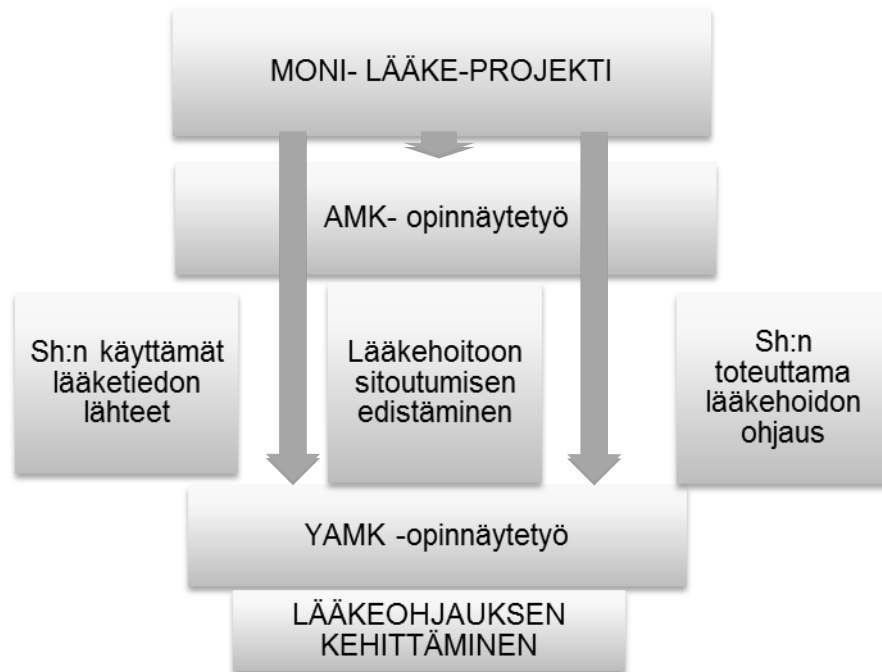 MONI- LÄÄKE-PROJEKTI
AMK- opinnäytetyö
Sh:n käyttämät
lääketiedon
lähteet
Lääkehoitoon
sitoutumisen
edistäminen
Sh:n
toteuttama
lääkehoidon
ohjaus
YAMK -opinnäytetyö
LÄÄKEOHJAUKSEN
KEHITTÄMINEN